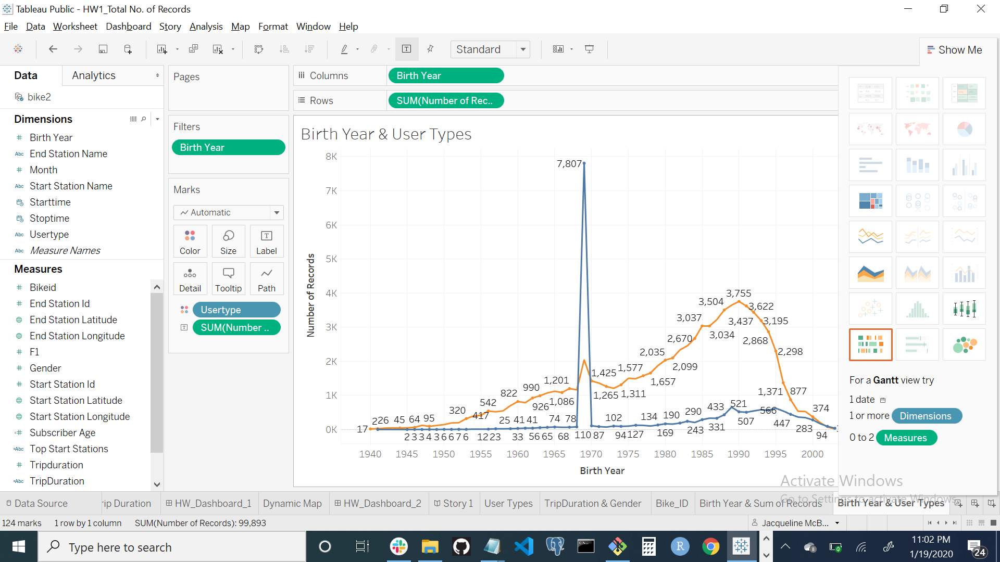 Tableau Public - HW1_Total No. of Records
File Data Worksheet Dashboard Story Analysis Map Format Window Help
Standard
Show Me
Data Analytics
bike2
Dimensions
Birth Year
Abc End Station Name
Month
Abc Start Station Name
Starttime
Stoptime
Abc Usertype
Abc Measure Names
Measures
Bikeid
End Station Id
End Station Latitude
End Station Longitude
F1
Gender
Start Station Id
Start Station Latitude
Start Station Longitude
Subscriber Age
=Abc Top Start Stations
Tripduration
=Abc TripDuration
Pages
Filters
Birth Year
Marks
Automatic
Color Size Label
Detail Tooltip Path
Usertype
SUM(Number ..
Columns Birth Year
Rows SUM(Number of Rec..
Birth Year & User Types
Number of Records
8K
7K
6K
5K
4K
3K
2K
1K
0K
7,807
3,755
3,504 3,622
3,037 3,437 3,195
2,670 3,034 2,868
2,035 2,298
1,577 2,099
1,425 1,657
1,201
990 1,265 1,311 1,371 877
822 926 1,086
542
320 417
374
226 45 64 95 25 41 41 74 78 102 134 190 290 433 521 566
17 2 3 3 4 3 6 6 7 6 12 23 33 56 65 68 110 87 94 127 169 243 331 507 447 283 94
1940 1945 1950 1955 1960 1965 1970 1975 1980 1985 1990 1995 2000
Birth Year
For a Gantt view try
1 date
1 or more Dimensions
0 to 2 Measures
Activate Windows
Go to Settings to activate Windows.
Data Source rip Duration HW_Dashboard_1 Dynamic Map HW_Dashboard_2 Story 1 User Types TripDuration & Gender Bike_ID Birth Year & Sum of Records Birth Year & User Types
124 marks 1 row by 1 column SUM(Number of Records): 99,893 Jacqueline McB...
Type here to search
R
11:02 PM
1/19/2020
24